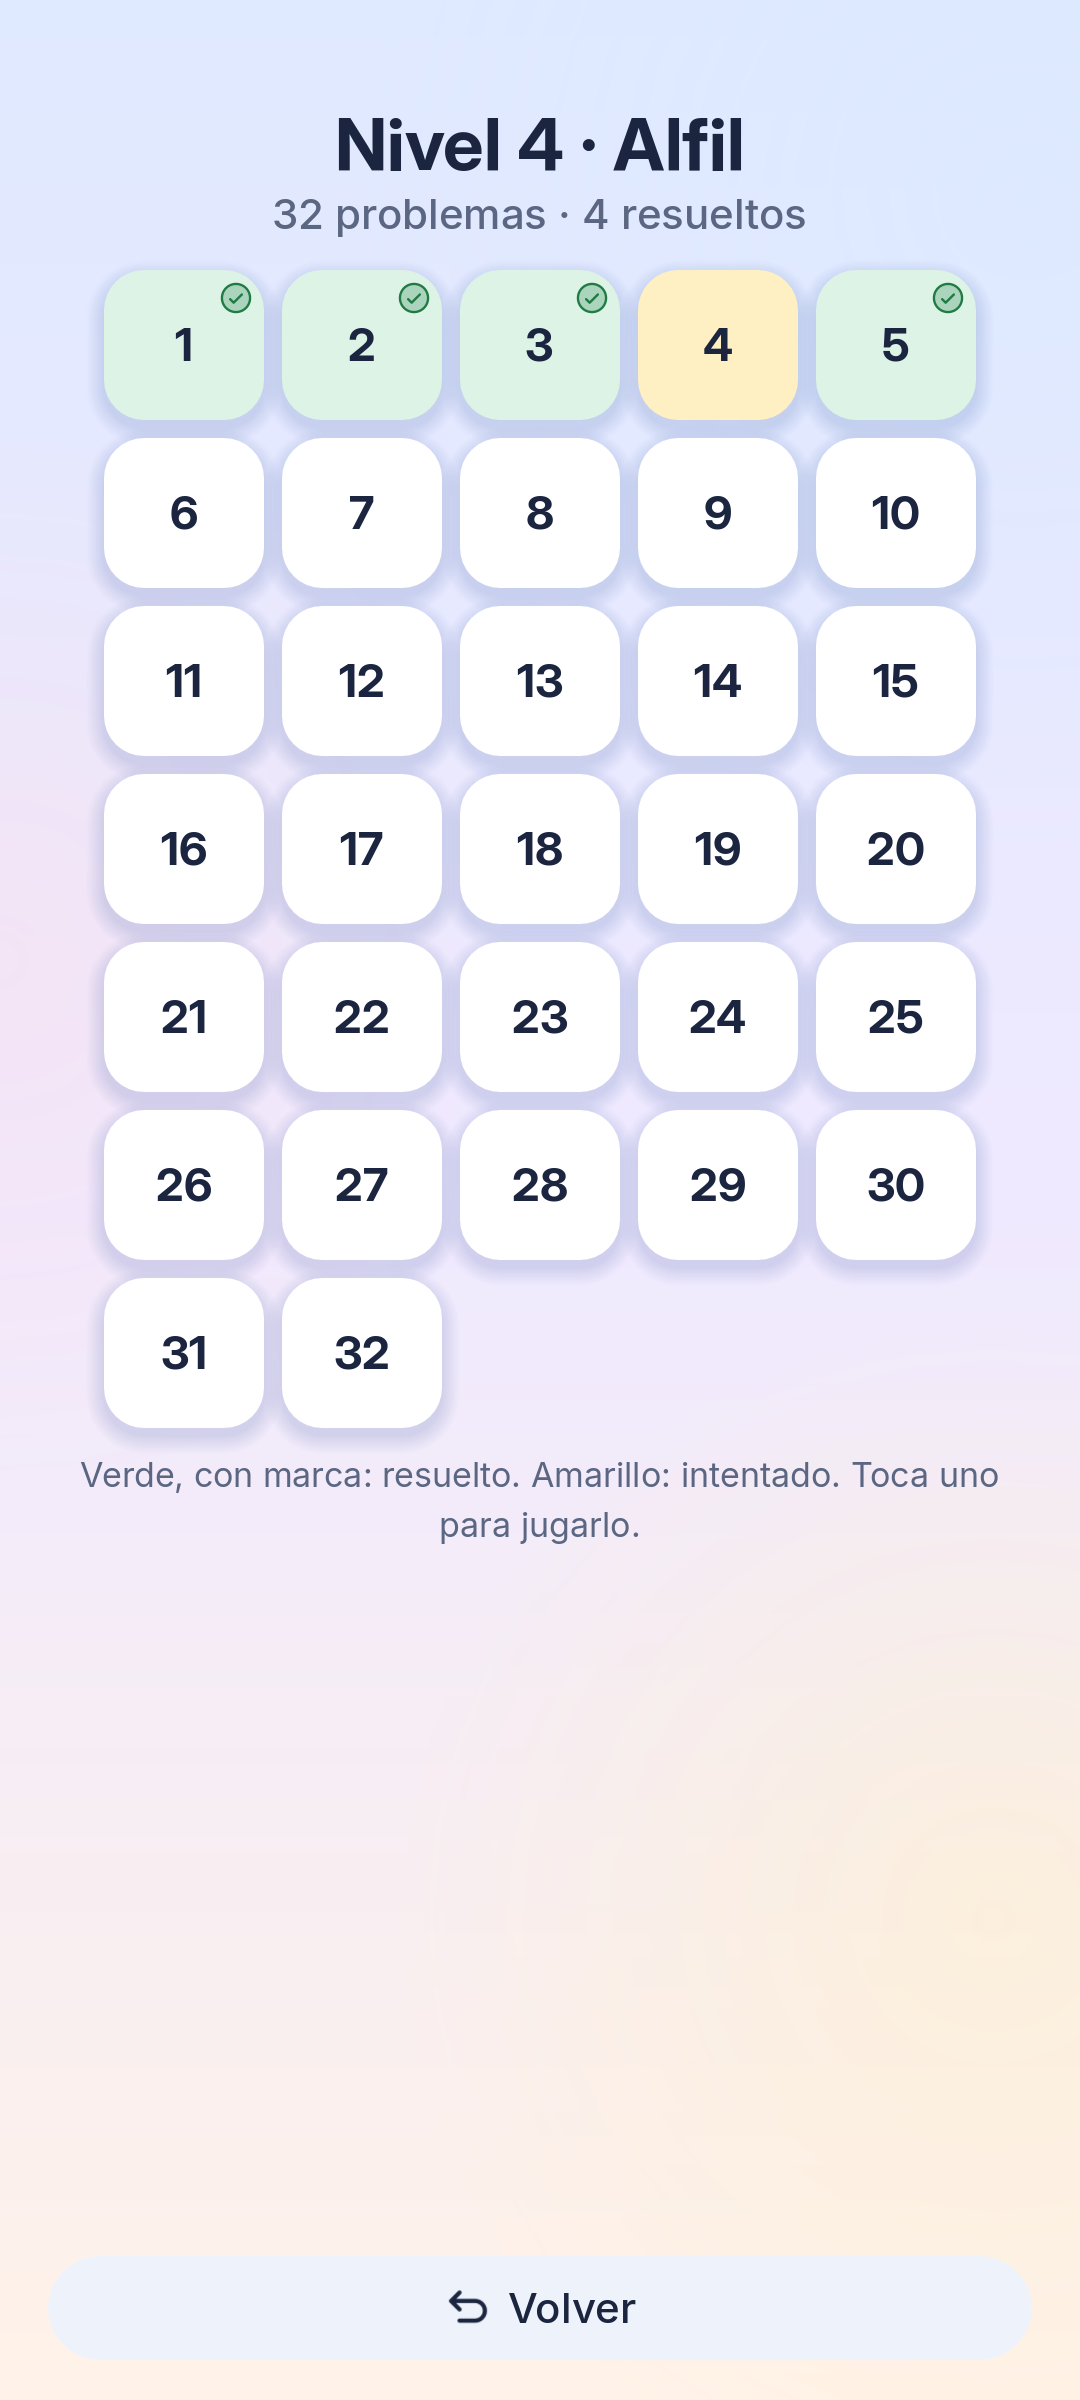 Nivel 4 · Alfil
32 problemas · 4 resueltos
1 2 3 4 5
6 7 8 9 10
11 12 13 14 15
16 17 18 19 20
21 22 23 24 25
26 27 28 29 30
31 32
Verde, con marca: resuelto. Amarillo: intentado. Toca uno
para jugarlo.
Volver